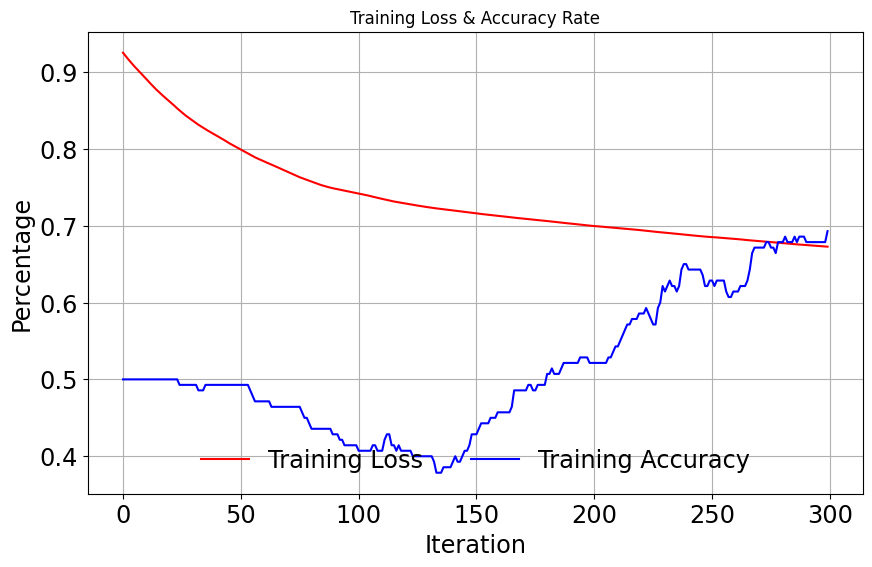 Training Loss & Accuracy Rate
Percentage
0.9
0.8
0.7
0.6
0.5
0.4
Training Loss
Training Accuracy
0 50 100 150 200 250 300
Iteration